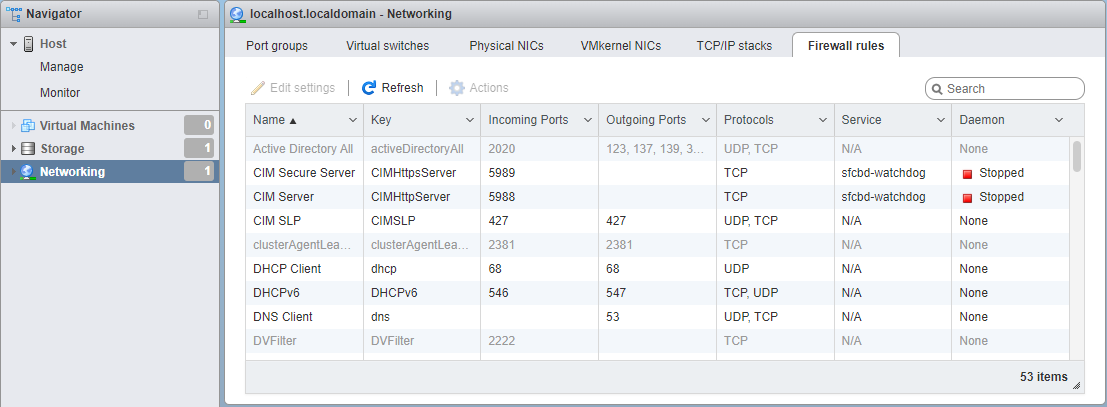 Navigator
Host
Manage
Monitor
Virtual Machines 0
Storage 1
Networking 1
localhost.localdomain - Networking
Port groups Virtual switches Physical NICs VMkernel NICs TCP/IP stacks Firewall rules
Edit settings Refresh Actions Search
Name ▲ Key Incoming Ports Outgoing Ports Protocols Service Daemon
Active Directory All activeDirectoryAll 2020 123, 137, 139, 3... UDP, TCP N/A None
CIM Secure Server CIMHttpsServer 5989 TCP sfcbd-watchdog Stopped
CIM Server CIMHttpServer 5988 TCP sfcbd-watchdog Stopped
CIM SLP CIMSLP 427 427 UDP, TCP N/A None
clusterAgentLea... clusterAgentLea... 2381 2381 TCP N/A None
DHCP Client dhcp 68 68 UDP N/A None
DHCPv6 DHCPv6 546 547 TCP, UDP N/A None
DNS Client dns 53 UDP, TCP N/A None
DVFilter DVFilter 2222 TCP N/A None
53 items